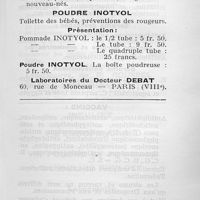 nouveau-nés.
POUDRE INOTYOL
Toilette des bébés, préventions des rougeurs.
Présentation :
Pommade INOTYOL : le 1/2 tube : 5 fr. 50.
— — Le tube : 9 fr. 50.
— — Le quadruple tube :
25 francs.
Poudre INOTYOL. La boîte poudreuse :
5 fr. 50.
Laboratoires du Docteur DEBAT
60, rue de Monceau — PARIS (VIIIe).